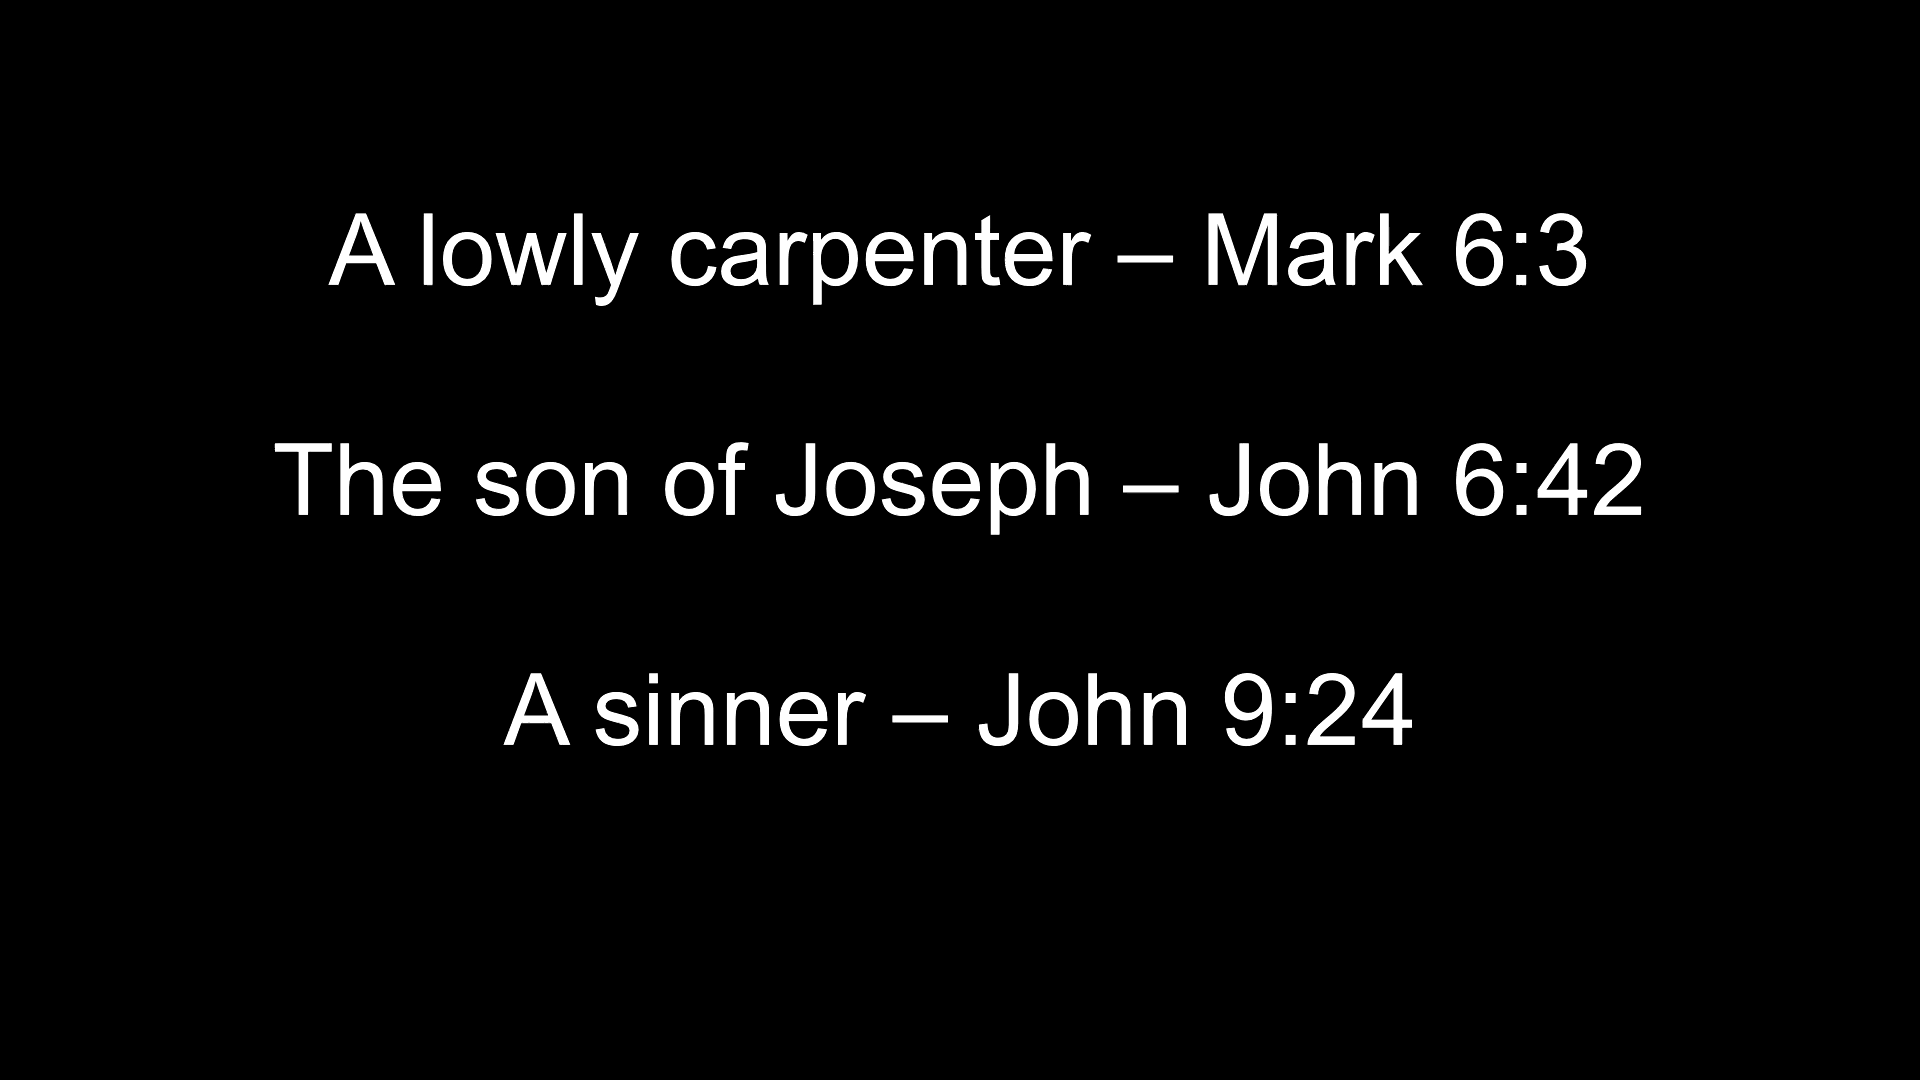 A lowly carpenter – Mark 6:3
The son of Joseph – John 6:42
A sinner – John 9:24